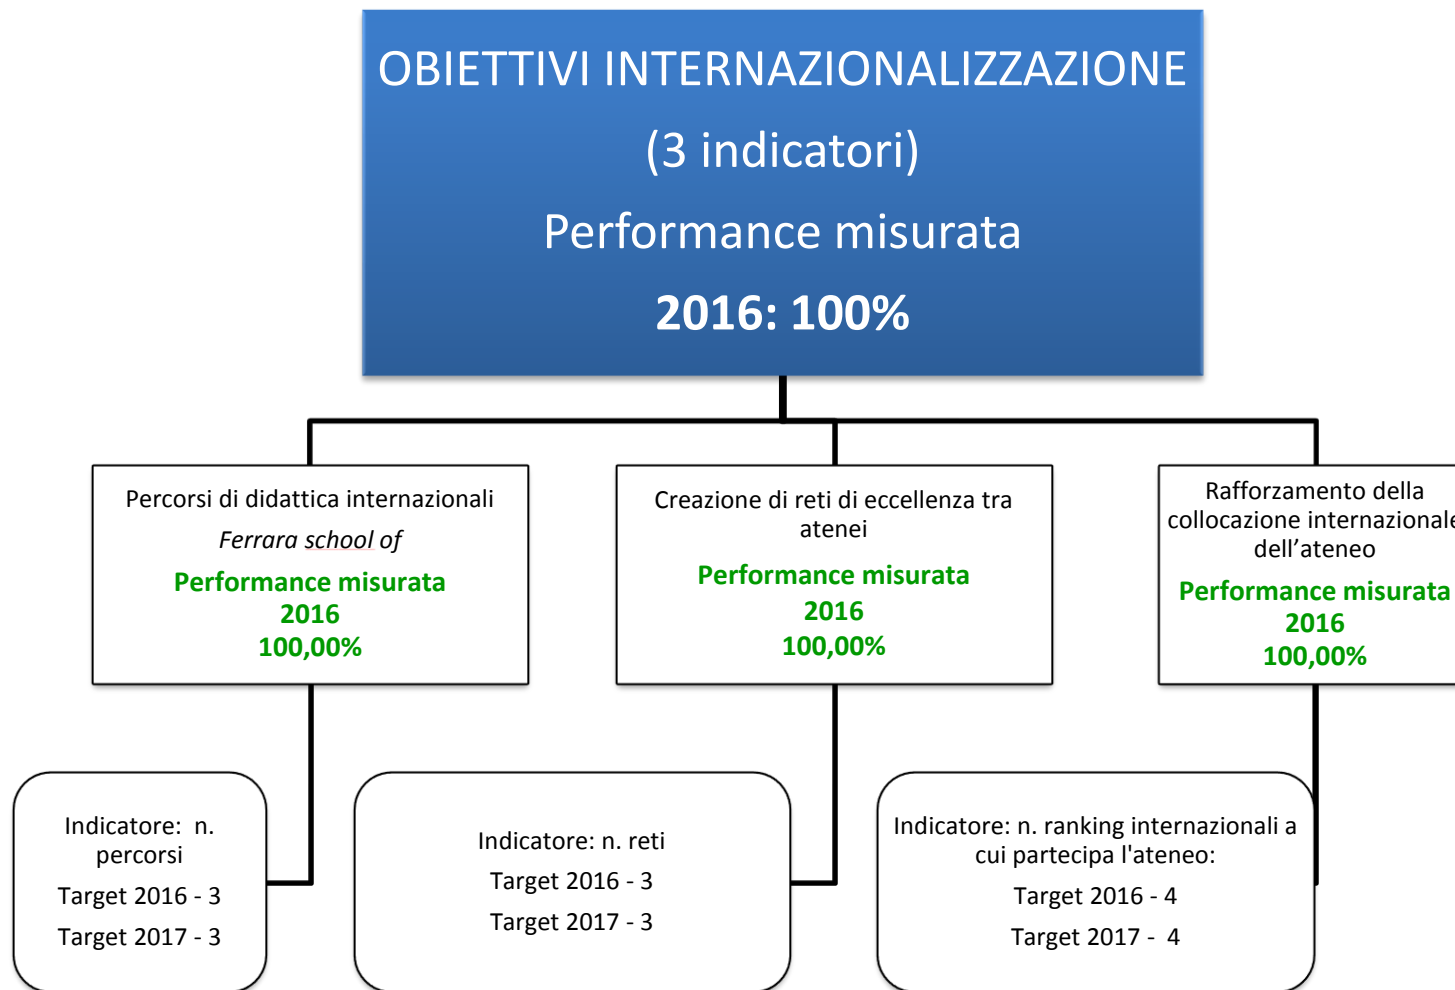 OBIETTIVI INTERNAZIONALIZZAZIONE
(3 indicatori)
Performance misurata
2016: 100%
Percorsi di didattica internazionali
Ferrara school of
Performance misurata
2016
100,00%
Creazione di reti di eccellenza tra
atenei
Performance misurata
2016
100,00%
Rafforzamento della
collocazione internazionale
dell’ateneo
Performance misurata
2016
100,00%
Indicatore:  n.
percorsi
Target 2016 - 3
Target 2017 - 3
Indicatore: n. reti
Target 2016 - 3
Target 2017 - 3
Indicatore: n. ranking internazionali a
cui partecipa l'ateneo:
Target 2016 - 4
Target 2017 -  4